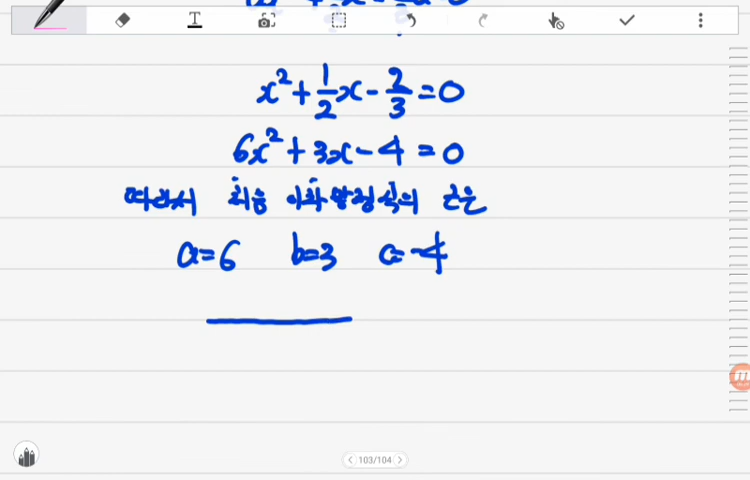 x² + 1/2 x - 2/3 = 0
6x² + 3x - 4 = 0
따라서 처음 이차방정식의 근은
a=6 b=3 c=-4
103/104